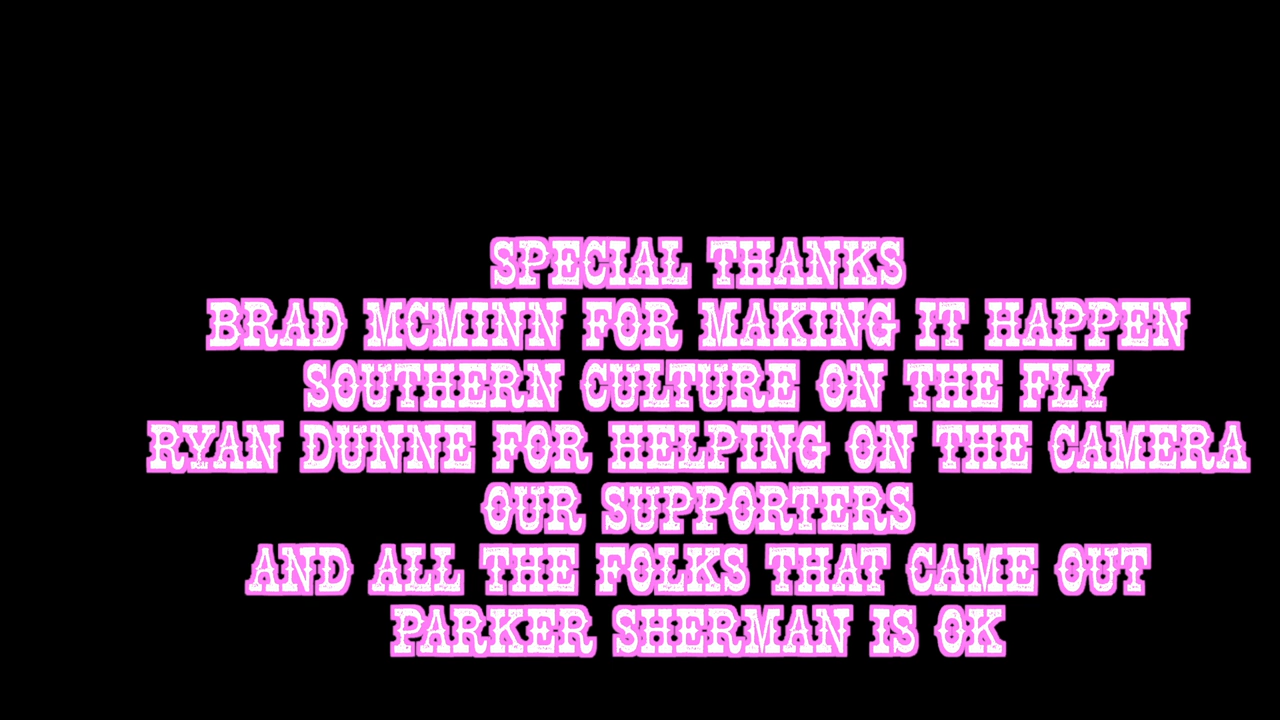 SPECIAL THANKS
BRAD MCMINN FOR MAKING IT HAPPEN
SOUTHERN CULTURE ON THE FLY
RYAN DUNNE FOR HELPING ON THE CAMERA
OUR SUPPORTERS
AND ALL THE FOLKS THAT CAME OUT
PARKER SHERMAN IS OK